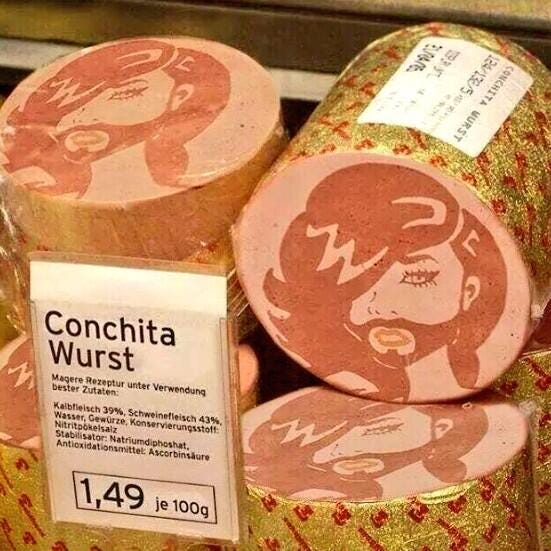 Conchita
Wurst
Magere Rezeptur unter Verwendung
bester Zutaten:
Kalbfleisch 39%, Schweinefleisch 43%,
Wasser, Gewürze, Konservierungsstoff:
Nitritpökelsalz
Stabilisator: Natriumdiphoshat,
Antioxidationsmittel: Ascorbinsäure
1,49 je 100g
CONCHITA WURST